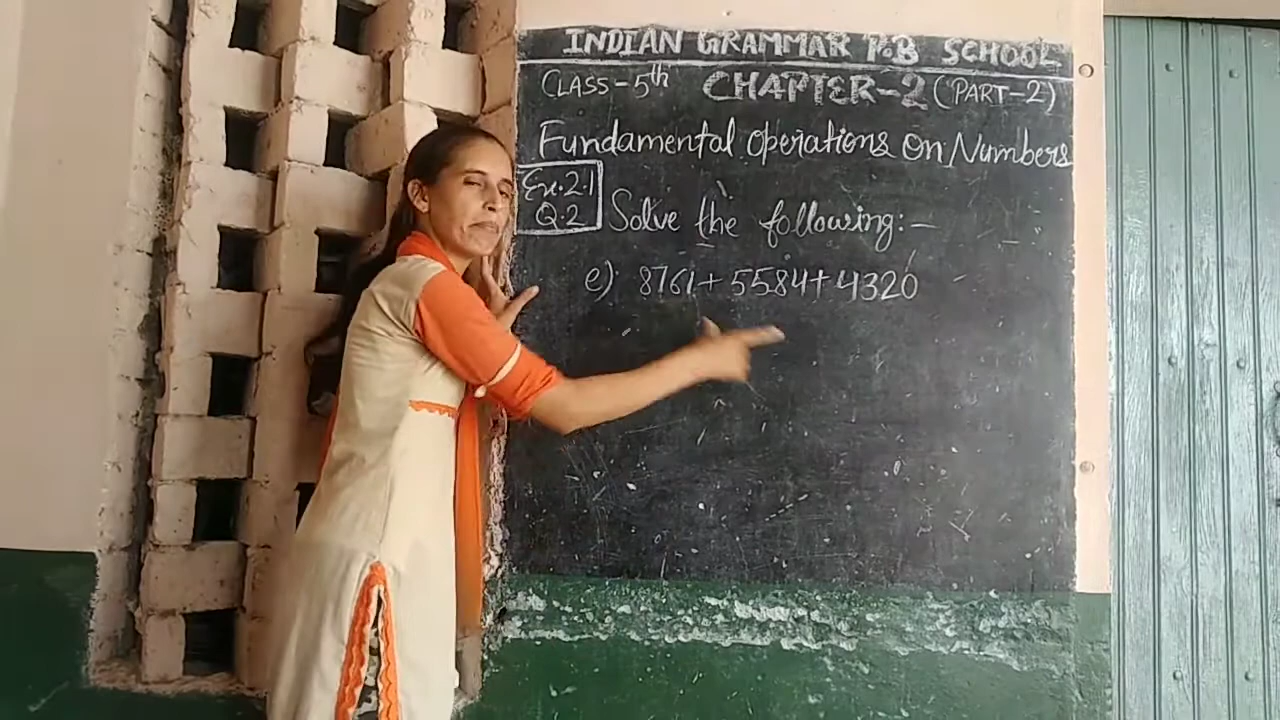 INDIAN GRAMMAR P.B SCHOOL
CLASS-5th CHAPTER-2 (PART-2)
Fundamental Operations On Numbers
Ex.2.1
Q.2
Solve the following:-
e) 8761+5584+4320